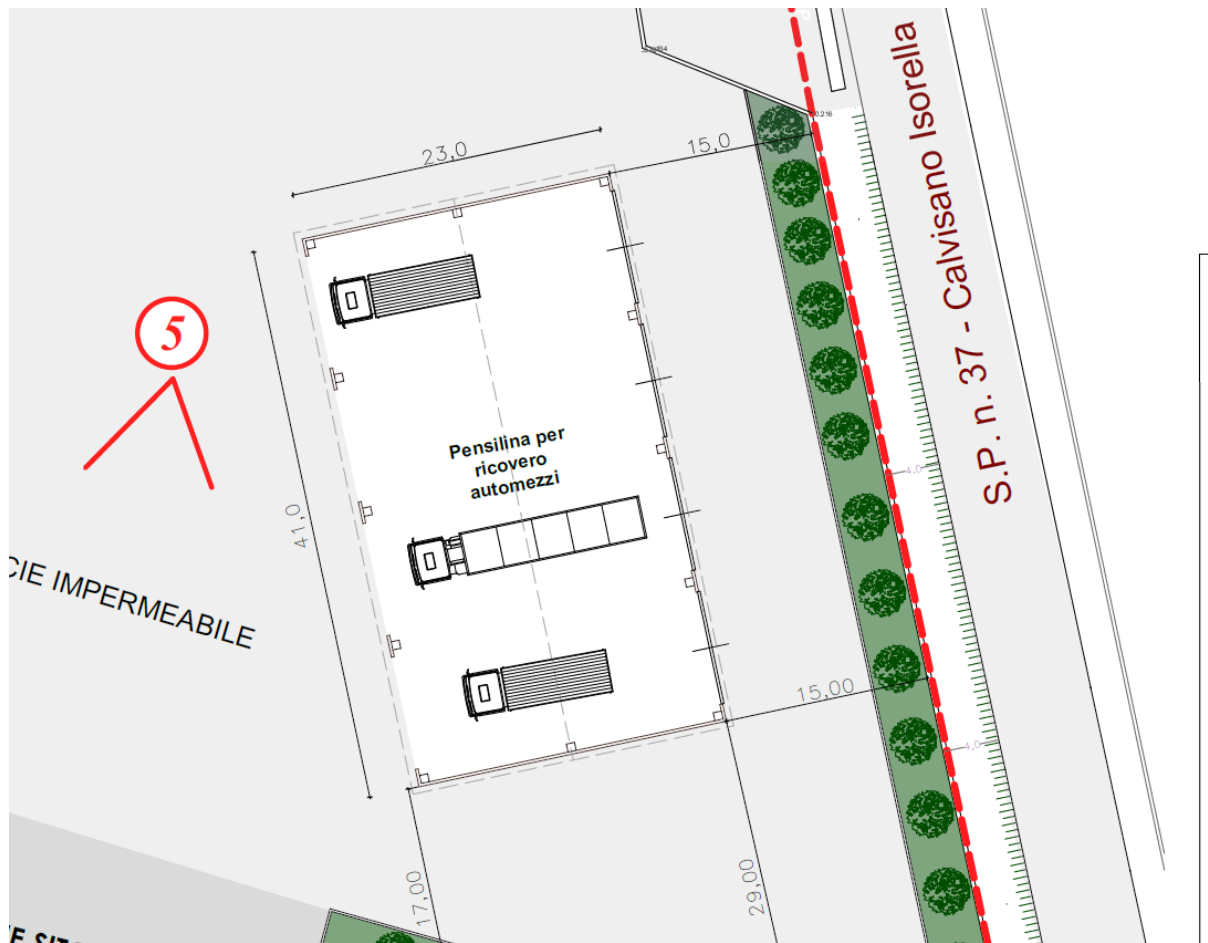 S.P. n. 37 - Calvisano Isorella
23,0
15,0
5
Pensilina per
ricovero
automezzi
41,0
4,0
CIE IMPERMEABILE
15,00
4,0
17,00
29,00